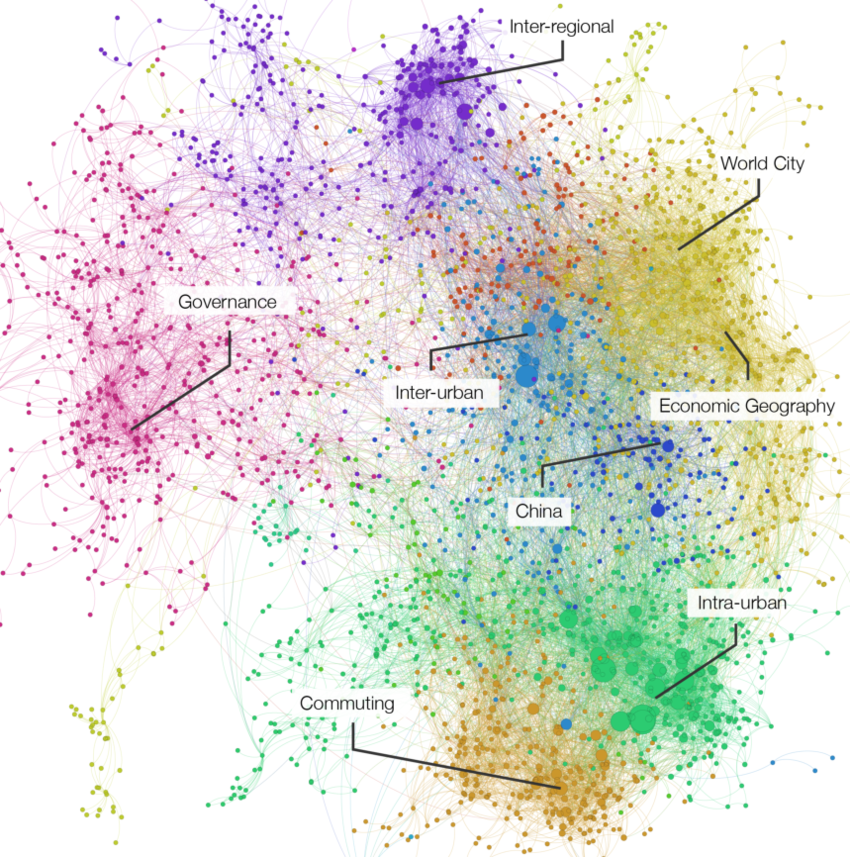 Inter-regional
World City
Governance
Inter-urban
Economic Geography
China
Intra-urban
Commuting